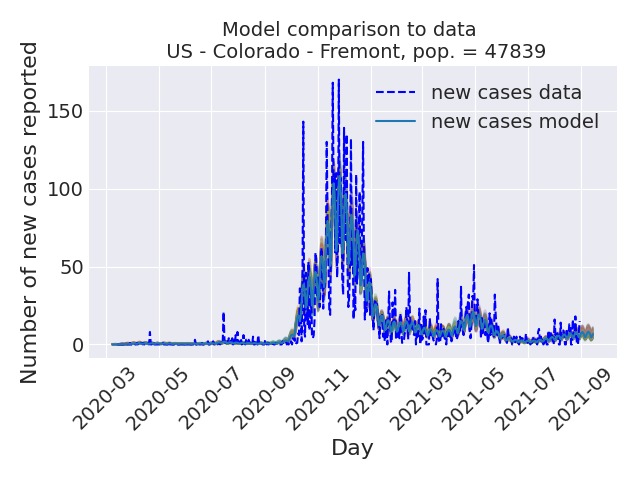 Model comparison to data
US - Colorado - Fremont, pop. = 47839
Number of new cases reported
150
100
50
0
new cases data
new cases model
2020-03
2020-05
2020-07
2020-09
2020-11
2021-01
2021-03
2021-05
2021-07
2021-09
Day